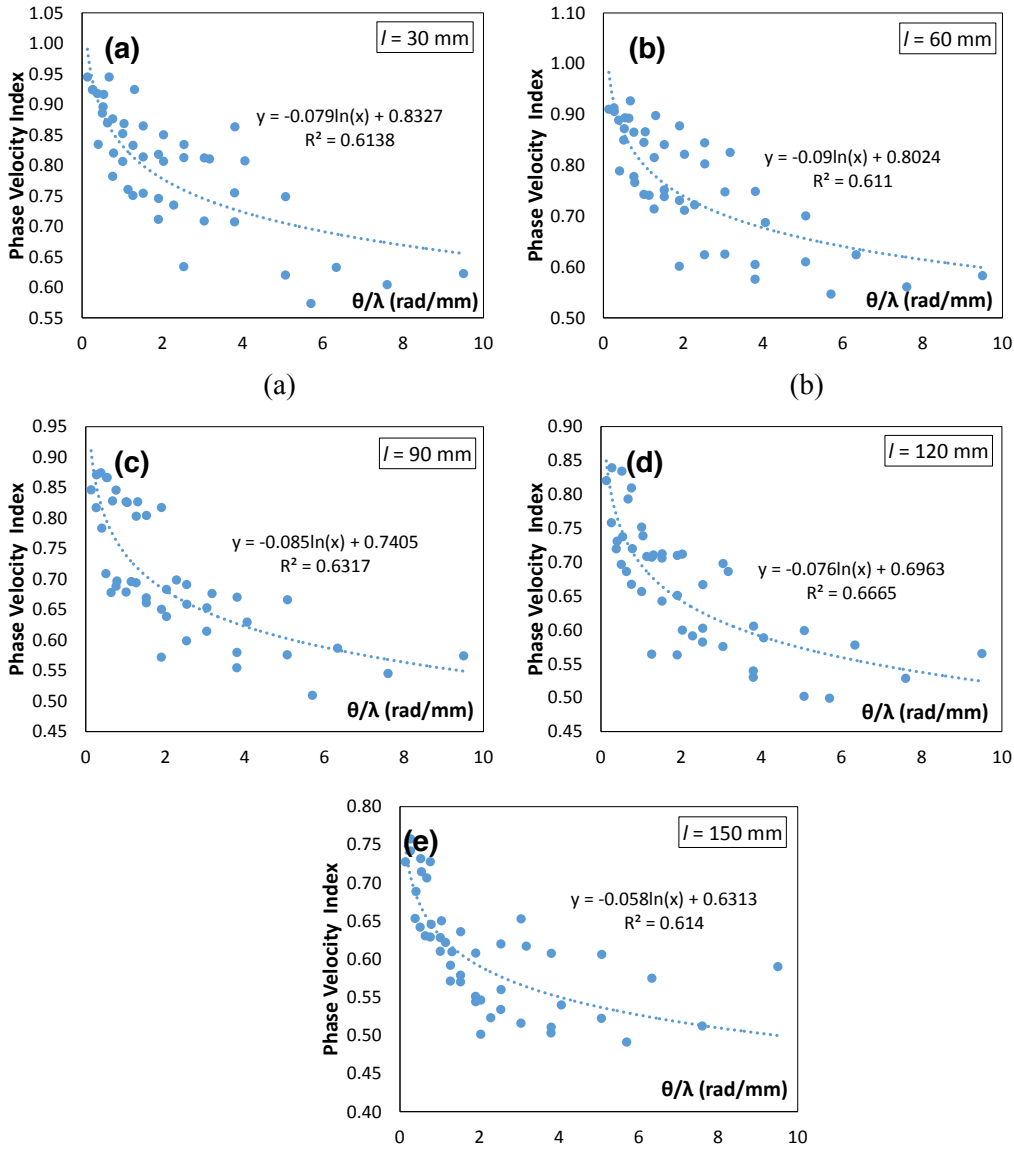 1.05
1.00
0.95
0.90
0.85
0.80
0.75
0.70
0.65
0.60
0.55
Phase Velocity Index
(a)
l = 30 mm
y = -0.079ln(x) + 0.8327
R² = 0.6138
θ/λ (rad/mm)
0 2 4 6 8 10
(a)
1.10
1.00
0.90
0.80
0.70
0.60
0.50
Phase Velocity Index
(b)
l = 60 mm
y = -0.09ln(x) + 0.8024
R² = 0.611
θ/λ (rad/mm)
0 2 4 6 8 10
(b)
0.95
0.90
0.85
0.80
0.75
0.70
0.65
0.60
0.55
0.50
0.45
Phase Velocity Index
(c)
l = 90 mm
y = -0.085ln(x) + 0.7405
R² = 0.6317
θ/λ (rad/mm)
0 2 4 6 8 10
0.90
0.85
0.80
0.75
0.70
0.65
0.60
0.55
0.50
0.45
Phase Velocity Index
(d)
l = 120 mm
y = -0.076ln(x) + 0.6963
R² = 0.6665
θ/λ (rad/mm)
0 2 4 6 8 10
0.80
0.75
0.70
0.65
0.60
0.55
0.50
0.45
0.40
Phase Velocity Index
(e)
l = 150 mm
y = -0.058ln(x) + 0.6313
R² = 0.614
θ/λ (rad/mm)
0 2 4 6 8 10